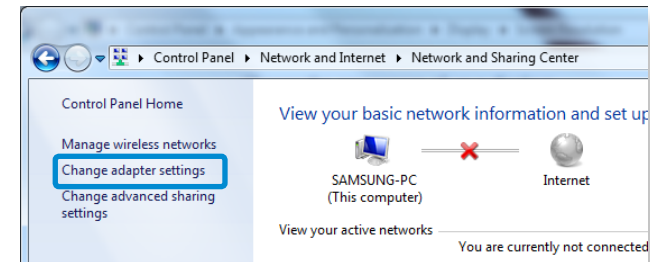 Control Panel ▸ Network and Internet ▸ Network and Sharing Center
Control Panel Home
Manage wireless networks
Change adapter settings
Change advanced sharing
settings
View your basic network information and set up
SAMSUNG-PC
(This computer)
Internet
View your active networks
You are currently not connected